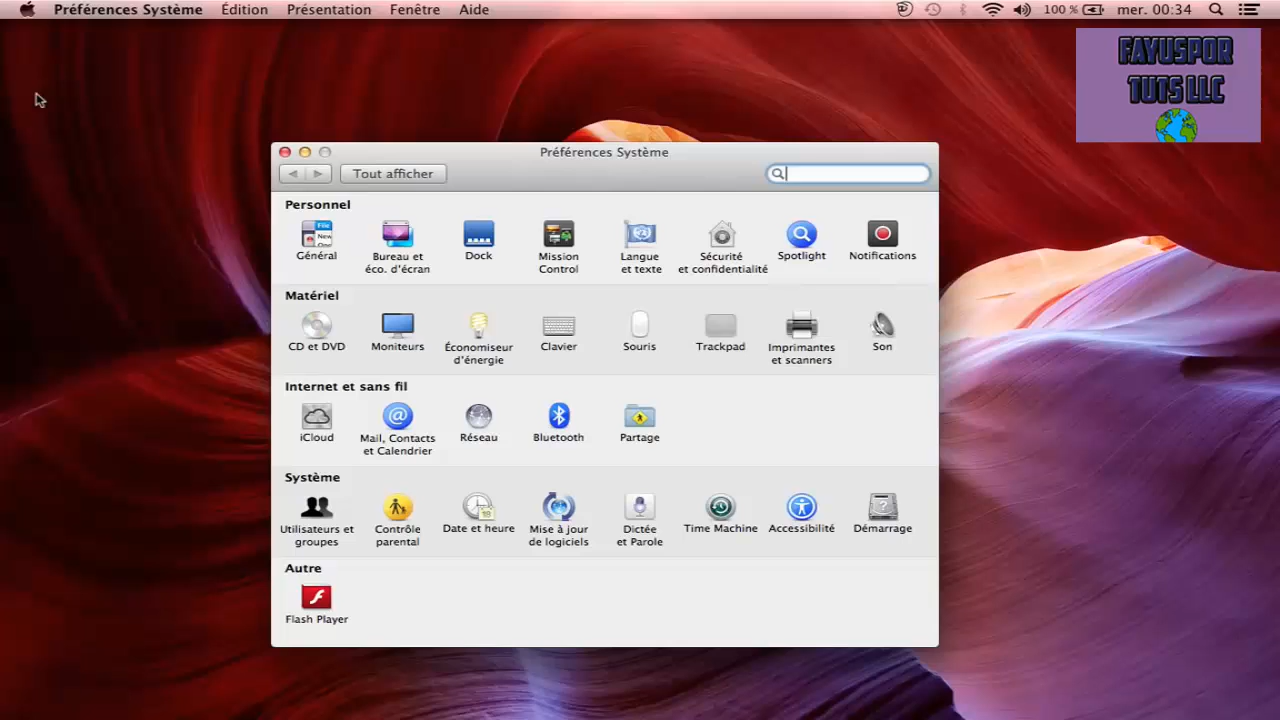 Préférences Système Édition Présentation Fenêtre Aide 100 % mer. 00:34
FAYUSPOR
TUTS LLC
Préférences Système
Tout afficher
Personnel
Général
Bureau et
éco. d'écran
Dock
Mission
Control
Langue
et texte
Sécurité
et confidentialité
Spotlight
Notifications
Matériel
CD et DVD
Moniteurs
Économiseur
d'énergie
Clavier
Souris
Trackpad
Imprimantes
et scanners
Son
Internet et sans fil
iCloud
Mail, Contacts
et Calendrier
Réseau
Bluetooth
Partage
Système
Utilisateurs et
groupes
Contrôle
parental
Date et heure
Mise à jour
de logiciels
Dictée
et Parole
Time Machine
Accessibilité
Démarrage
Autre
Flash Player